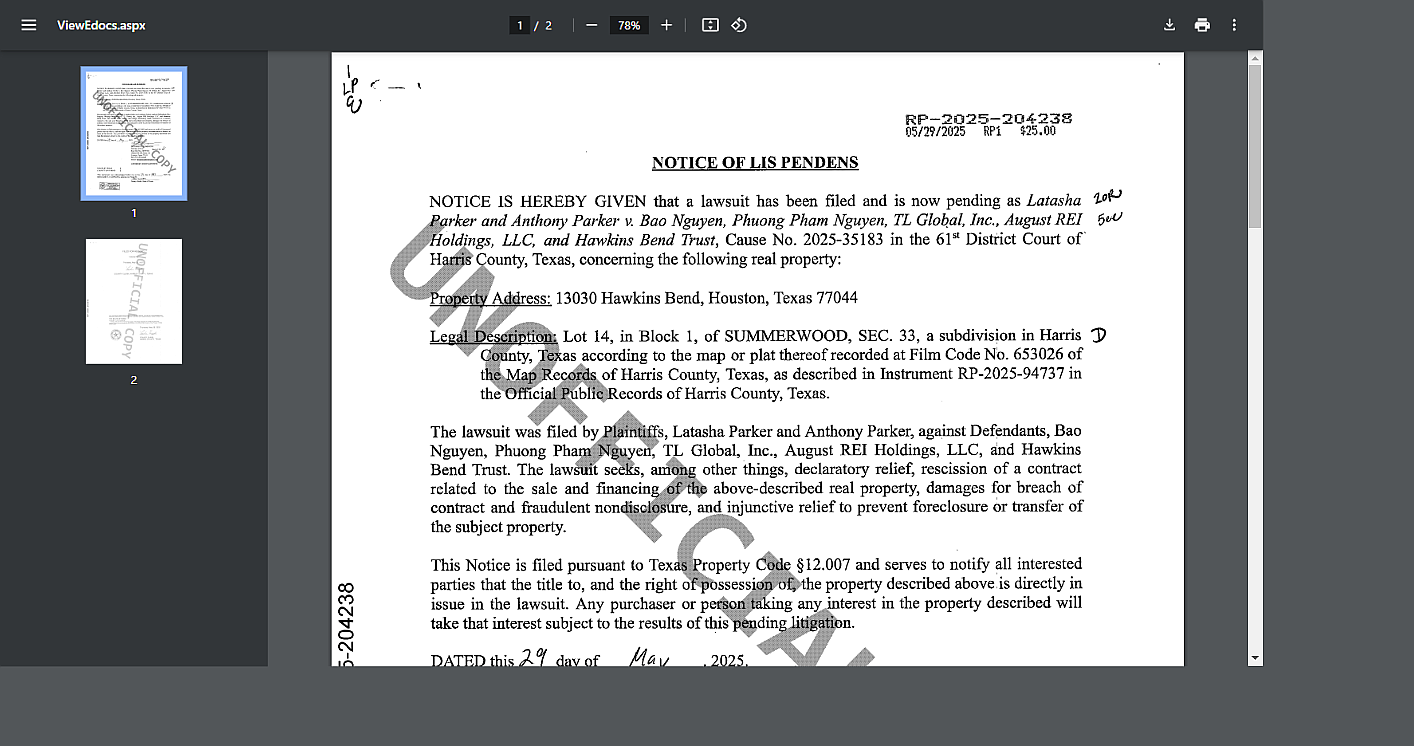 ViewEdocs.aspx
1 / 2
78%
1
LP
RP-2025-204238
05/29/2025 RP1 $25.00
NOTICE OF LIS PENDENS
NOTICE IS HEREBY GIVEN that a lawsuit has been filed and is now pending as Latasha
Parker and Anthony Parker v. Bao Nguyen, Phuong Pham Nguyen, TL Global, Inc., August REI
Holdings, LLC, and Hawkins Bend Trust, Cause No. 2025-35183 in the 61st District Court of
Harris County, Texas, concerning the following real property:
Property Address: 13030 Hawkins Bend, Houston, Texas 77044
Legal Description: Lot 14, in Block 1, of SUMMERWOOD, SEC. 33, a subdivision in Harris D
County, Texas according to the map or plat thereof recorded at Film Code No. 653026 of
the Map Records of Harris County, Texas, as described in Instrument RP-2025-94737 in
the Official Public Records of Harris County, Texas.
The lawsuit was filed by Plaintiffs, Latasha Parker and Anthony Parker, against Defendants, Bao
Nguyen, Phuong Pham Nguyen, TL Global, Inc., August REI Holdings, LLC, and Hawkins
Bend Trust. The lawsuit seeks, among other things, declaratory relief, rescission of a contract
related to the sale and financing of the above-described real property, damages for breach of
contract and fraudulent nondisclosure, and injunctive relief to prevent foreclosure or transfer of
the subject property.
This Notice is filed pursuant to Texas Property Code §12.007 and serves to notify all interested
parties that the title to, and the right of possession of, the property described above is directly in
issue in the lawsuit. Any purchaser or person taking any interest in the property described will
take that interest subject to the results of this pending litigation.
DATED this 29 day of May, 2025.
5-204238
UNOFFICIAL
UNOFFICIAL COPY
1
UNOFFICIAL COPY
2